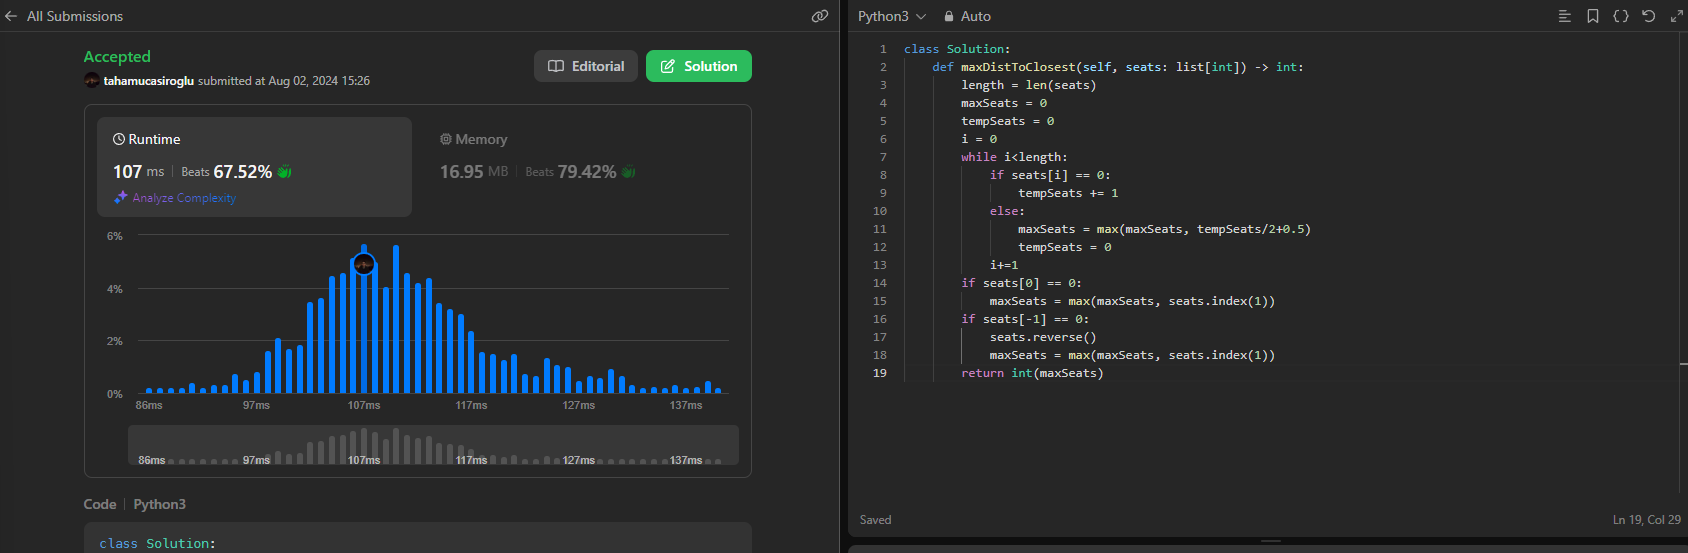 All Submissions
Accepted
tahamucasiroglu submitted at Aug 02, 2024 15:26
Editorial
Solution
Runtime
107 ms | Beats 67.52%
Analyze Complexity
Memory
16.95 MB | Beats 79.42%
6%
4%
2%
0%
86ms 97ms 107ms 117ms 127ms 137ms
86ms 97ms 107ms 117ms 127ms 137ms
Code | Python3
class Solution:
Python3 Auto
1 class Solution:
2     def maxDistToClosest(self, seats: list[int]) -> int:
3         length = len(seats)
4         maxSeats = 0
5         tempSeats = 0
6         i = 0
7         while i<length:
8             if seats[i] == 0:
9                 tempSeats += 1
10             else:
11                 maxSeats = max(maxSeats, tempSeats/2+0.5)
12                 tempSeats = 0
13             i+=1
14         if seats[0] == 0:
15             maxSeats = max(maxSeats, seats.index(1))
16         if seats[-1] == 0:
17             seats.reverse()
18             maxSeats = max(maxSeats, seats.index(1))
19         return int(maxSeats)
Saved
Ln 19, Col 29